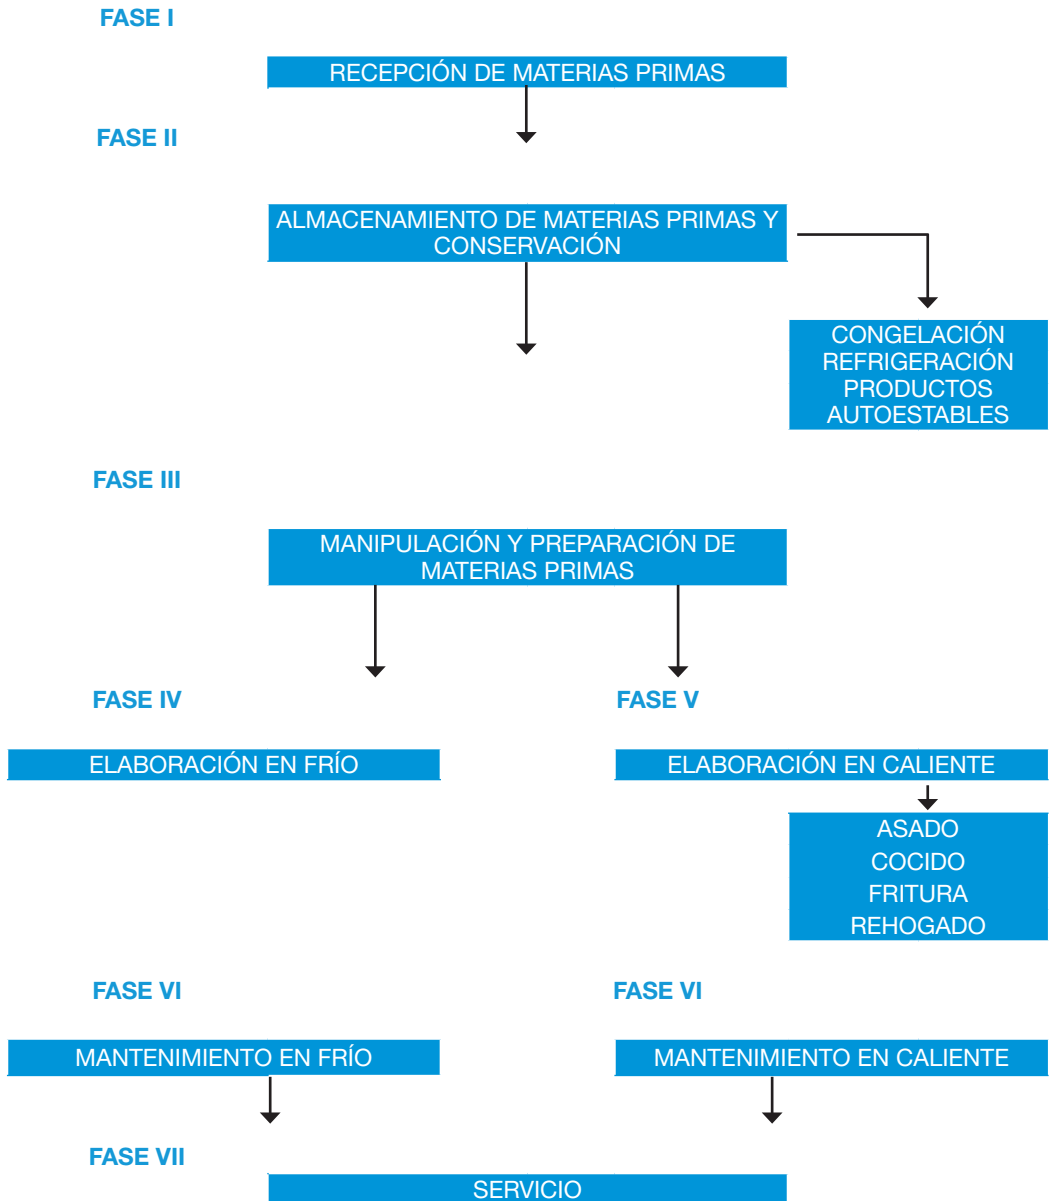 FASE I
RECEPCIÓN DE MATERIAS PRIMAS
FASE II
ALMACENAMIENTO DE MATERIAS PRIMAS Y
CONSERVACIÓN
CONGELACIÓN
REFRIGERACIÓN
PRODUCTOS
AUTOESTABLES
FASE III
MANIPULACIÓN Y PREPARACIÓN DE
MATERIAS PRIMAS
FASE IV
FASE V
ELABORACIÓN EN FRÍO
ELABORACIÓN EN CALIENTE
ASADO
COCIDO
FRITURA
REHOGADO
FASE VI
FASE VI
MANTENIMIENTO EN FRÍO
MANTENIMIENTO EN CALIENTE
FASE VII
SERVICIO